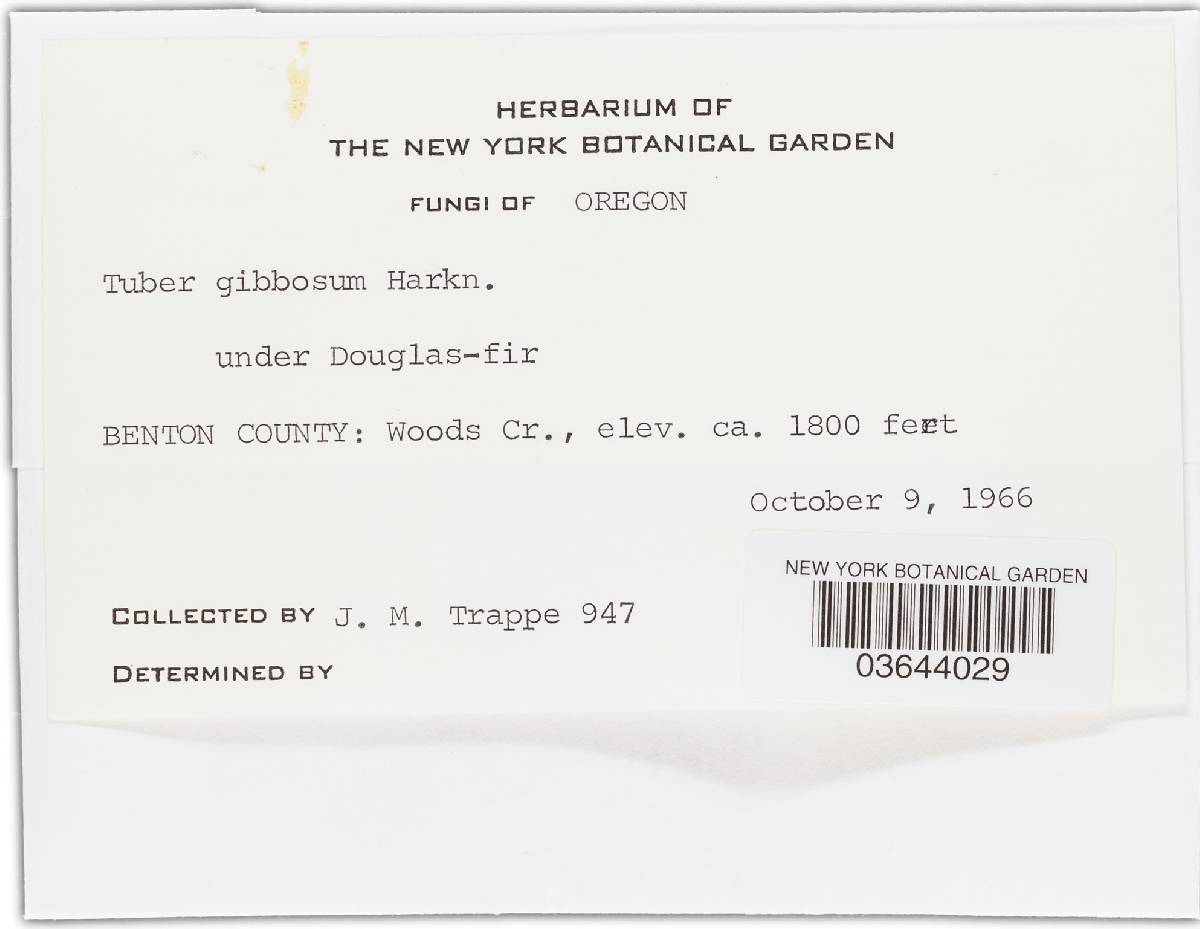 HERBARIUM OF
THE NEW YORK BOTANICAL GARDEN
FUNGI OF OREGON
Tuber gibbosum Harkn.
under Douglas-fir
BENTON COUNTY: Woods Cr., elev. ca. 1800 feet
October 9, 1966
NEW YORK BOTANICAL GARDEN
03644029
COLLECTED BY J. M. Trappe 947
DETERMINED BY